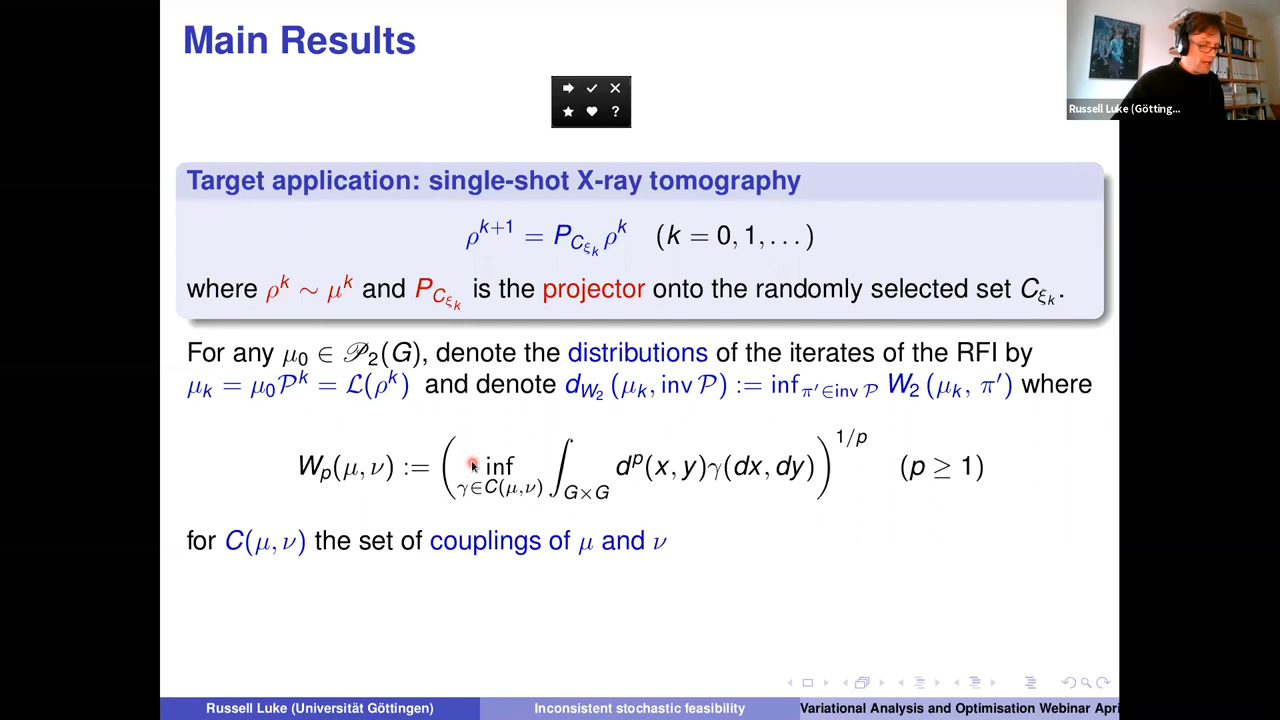 Main Results
Russell Luke (Götting...
Target application: single-shot X-ray tomography
ρ^{k+1} = P_{C_{ξ_k}} ρ^k (k = 0, 1, . . . )
where ρ^k ∼ μ^k and P_{C_{ξ_k}} is the projector onto the randomly selected set C_{ξ_k}.
For any μ_0 ∈ 𝒫_2(G), denote the distributions of the iterates of the RFI by
μ_k = μ_0 𝒫^k = ℒ(ρ^k) and denote d_{W_2}(μ_k, inv 𝒫) := inf_{π′∈inv 𝒫} W_2(μ_k, π′) where
W_p(μ, ν) := ( inf_{γ∈C(μ,ν)} ∫_{G×G} d^p(x, y)γ(dx, dy) )^{1/p} (p ≥ 1)
for C(μ, ν) the set of couplings of μ and ν
Russell Luke (Universität Göttingen) Inconsistent stochastic feasibility Variational Analysis and Optimisation Webinar Apri